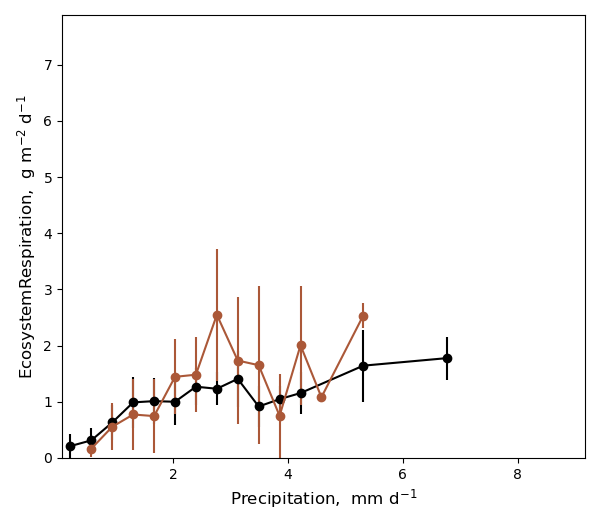 7
6
5
4
3
2
1
0
2 4 6 8
EcosystemRespiration, g m⁻² d⁻¹
Precipitation, mm d⁻¹